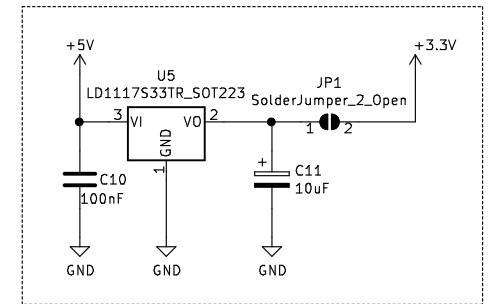 +5V
+3.3V
U5
LD1117S33TR_SOT223
JP1
SolderJumper_2_Open
3 VI VO 2
1 2
GND
1
C10
100nF
+
C11
10uF
GND
GND
GND